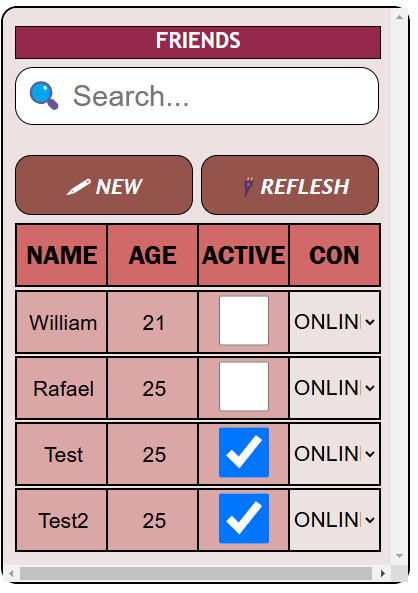 FRIENDS
Search...
NEW REFLESH
NAME AGE ACTIVE CON
William 21 ONLIN
Rafael 25 ONLIN
Test 25 ONLIN
Test2 25 ONLIN